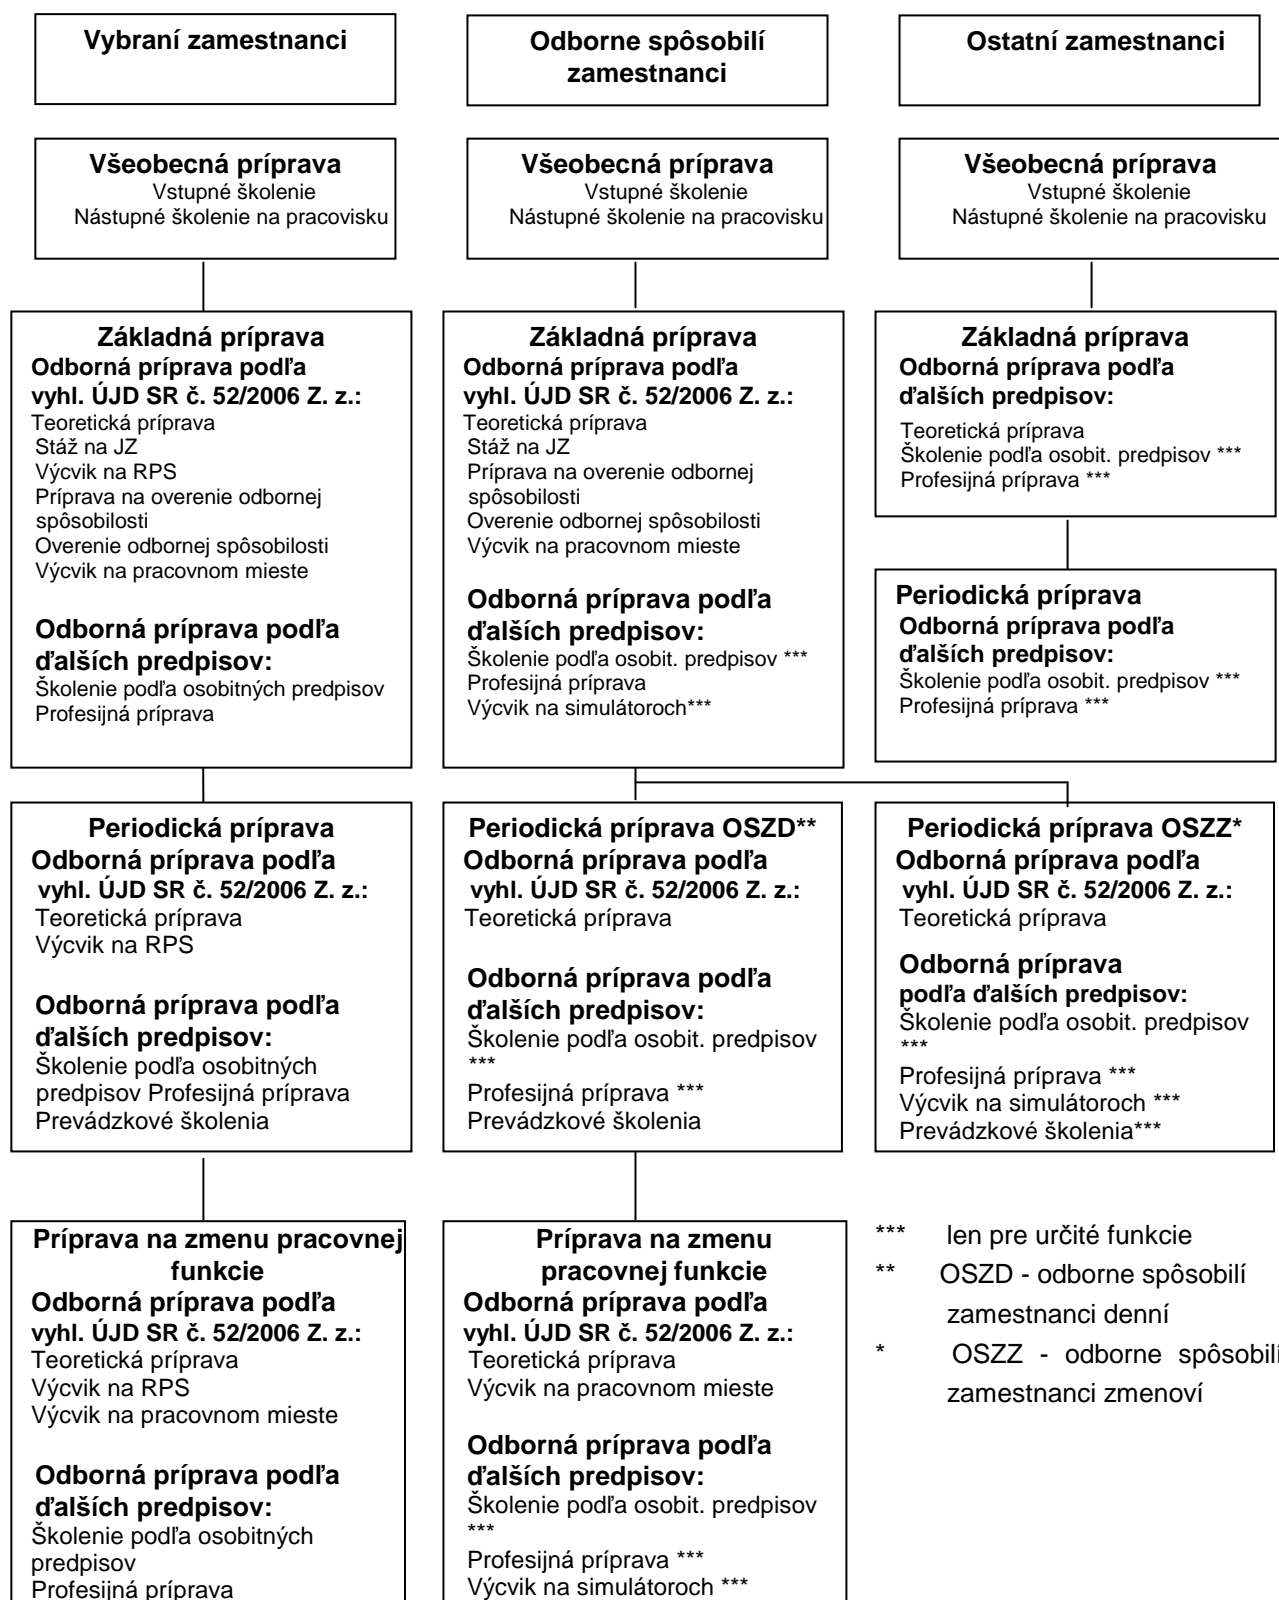 Vybraní zamestnanci
Odborne spôsobilí
zamestnanci
Ostatní zamestnanci
Všeobecná príprava
Vstupné školenie
Nástupné školenie na pracovisku
Všeobecná príprava
Vstupné školenie
Nástupné školenie na pracovisku
Všeobecná príprava
Vstupné školenie
Nástupné školenie na pracovisku
Základná príprava
Odborná príprava podľa
vyhl. ÚJD SR č. 52/2006 Z. z.:
Teoretická príprava
Stáž na JZ
Výcvik na RPS
Príprava na overenie odbornej
spôsobilosti
Overenie odbornej spôsobilosti
Výcvik na pracovnom mieste
Odborná príprava podľa
ďalších predpisov:
Školenie podľa osobitných predpisov
Profesijná príprava
Základná príprava
Odborná príprava podľa
vyhl. ÚJD SR č. 52/2006 Z. z.:
Teoretická príprava
Stáž na JZ
Príprava na overenie odbornej
spôsobilosti
Overenie odbornej spôsobilosti
Výcvik na pracovnom mieste
Odborná príprava podľa
ďalších predpisov:
Školenie podľa osobit. predpisov ***
Profesijná príprava
Výcvik na simulátoroch***
Základná príprava
Odborná príprava podľa
ďalších predpisov:
Teoretická príprava
Školenie podľa osobit. predpisov ***
Profesijná príprava ***
Periodická príprava
Odborná príprava podľa
ďalších predpisov:
Školenie podľa osobit. predpisov ***
Profesijná príprava ***
Periodická príprava
Odborná príprava podľa
vyhl. ÚJD SR č. 52/2006 Z. z.:
Teoretická príprava
Výcvik na RPS
Odborná príprava podľa
ďalších predpisov:
Školenie podľa osobitných
predpisov Profesijná príprava
Prevádzkové školenia
Periodická príprava OSZD**
Odborná príprava podľa
vyhl. ÚJD SR č. 52/2006 Z. z.:
Teoretická príprava
Odborná príprava podľa
ďalších predpisov:
Školenie podľa osobit. predpisov
***
Profesijná príprava ***
Prevádzkové školenia
Periodická príprava OSZZ*
Odborná príprava podľa
vyhl. ÚJD SR č. 52/2006 Z. z.:
Teoretická príprava
Odborná príprava
podľa ďalších predpisov:
Školenie podľa osobit. predpisov
***
Profesijná príprava ***
Výcvik na simulátoroch ***
Prevádzkové školenia***
Príprava na zmenu pracovnej
funkcie
Odborná príprava podľa
vyhl. ÚJD SR č. 52/2006 Z. z.:
Teoretická príprava
Výcvik na RPS
Výcvik na pracovnom mieste
Odborná príprava podľa
ďalších predpisov:
Školenie podľa osobitných
predpisov
Profesijná príprava
Príprava na zmenu
pracovnej funkcie
Odborná príprava podľa
vyhl. ÚJD SR č. 52/2006 Z. z.:
Teoretická príprava
Výcvik na pracovnom mieste
Odborná príprava podľa
ďalších predpisov:
Školenie podľa osobit. predpisov
***
Profesijná príprava ***
Výcvik na simulátoroch ***
*** len pre určité funkcie
** OSZD - odborne spôsobilí
zamestnanci denní
* OSZZ - odborne spôsobilí
zamestnanci zmenoví